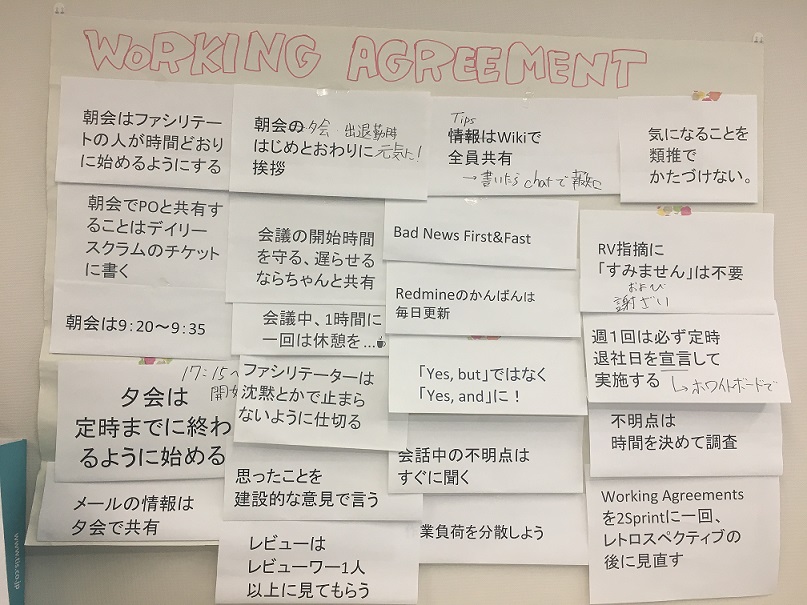 WORKING AGREEMENT
朝会はファシリテー
トの人が時間どおり
に始めるようにする
朝会でPOと共有す
ることはデイリー
スクラムのチケット
に書く
朝会は9：20～9：35
17：15
開始
夕会は
定時までに終わ
るように始める
メールの情報は
夕会で共有
朝会の夕会・出退勤時
はじめとおわりに元気に！
挨拶
会議の開始時間
を守る、遅らせる
ならちゃんと共有
会議中、1時間に
一回は休憩を…
ファシリテーターは
沈黙とかで止まら
ないように仕切る
思ったことを
建設的な意見で言う
レビューは
レビューワー1人
以上に見てもらう
Tips
情報はWikiで
全員共有
→書いたらchatで報知
Bad News First&Fast
Redmineのかんばんは
毎日更新
「Yes, but」ではなく
「Yes, and」に！
会話中の不明点は
すぐに聞く
業負荷を分散しよう
気になることを
類推で
かたづけない。
RV指摘に
「すみません」は不要
および
謝ざい
週1回は必ず定時
退社日を宣言して
実施する
↳ホワイトボードで
不明点は
時間を決めて調査
Working Agreements
を2Sprintに一回、
レトロスペクティブの
後に見直す
www.tis.co.jp